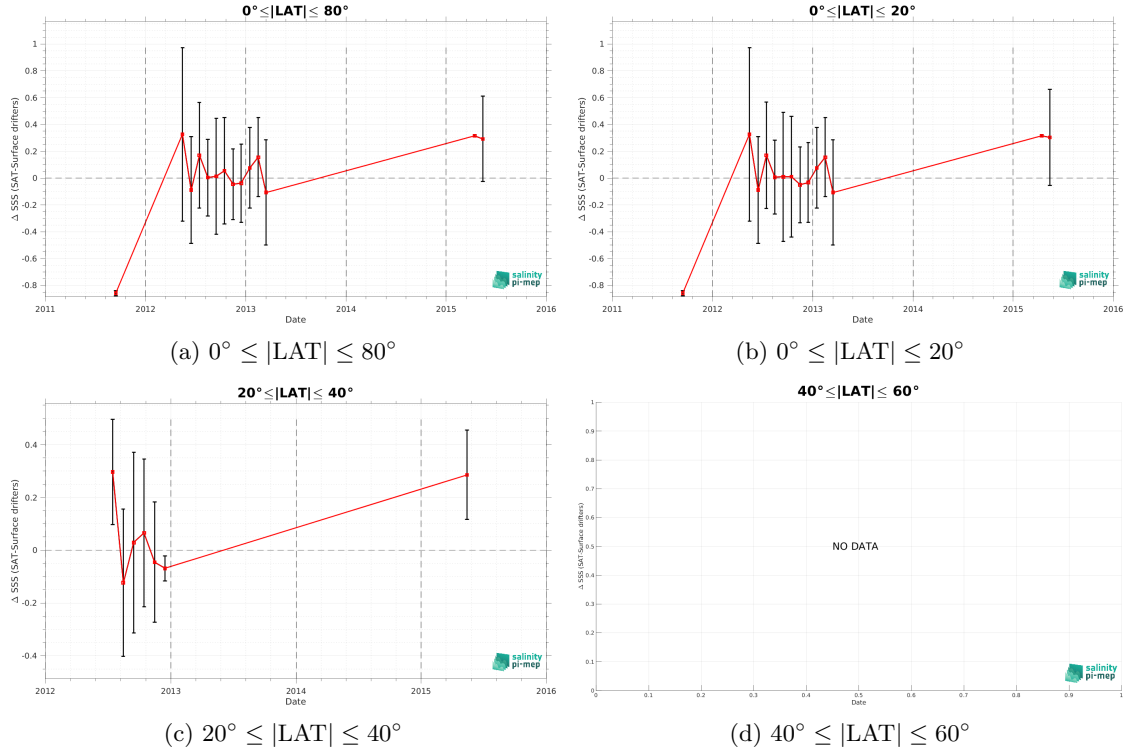 0°≤|LAT|≤ 80°
Δ SSS (SAT-Surface drifters)
1
0.8
0.6
0.4
0.2
0
-0.2
-0.4
-0.6
-0.8
2011 2012 2013 2014 2015 2016
Date
salinity
pi-mep
(a) 0° ≤ |LAT| ≤ 80°
0°≤|LAT|≤ 20°
Δ SSS (SAT-Surface drifters)
1
0.8
0.6
0.4
0.2
0
-0.2
-0.4
-0.6
-0.8
2011 2012 2013 2014 2015 2016
Date
salinity
pi-mep
(b) 0° ≤ |LAT| ≤ 20°
20°≤|LAT|≤ 40°
Δ SSS (SAT-Surface drifters)
0.4
0.2
0
-0.2
-0.4
2012 2013 2014 2015 2016
Date
salinity
pi-mep
(c) 20° ≤ |LAT| ≤ 40°
40°≤|LAT|≤ 60°
Δ SSS (SAT-Surface drifters)
1
0.9
0.8
0.7
0.6
0.5
0.4
0.3
0.2
0.1
0
NO DATA
0 0.1 0.2 0.3 0.4 0.5 0.6 0.7 0.8 0.9 1
Date
salinity
pi-mep
(d) 40° ≤ |LAT| ≤ 60°